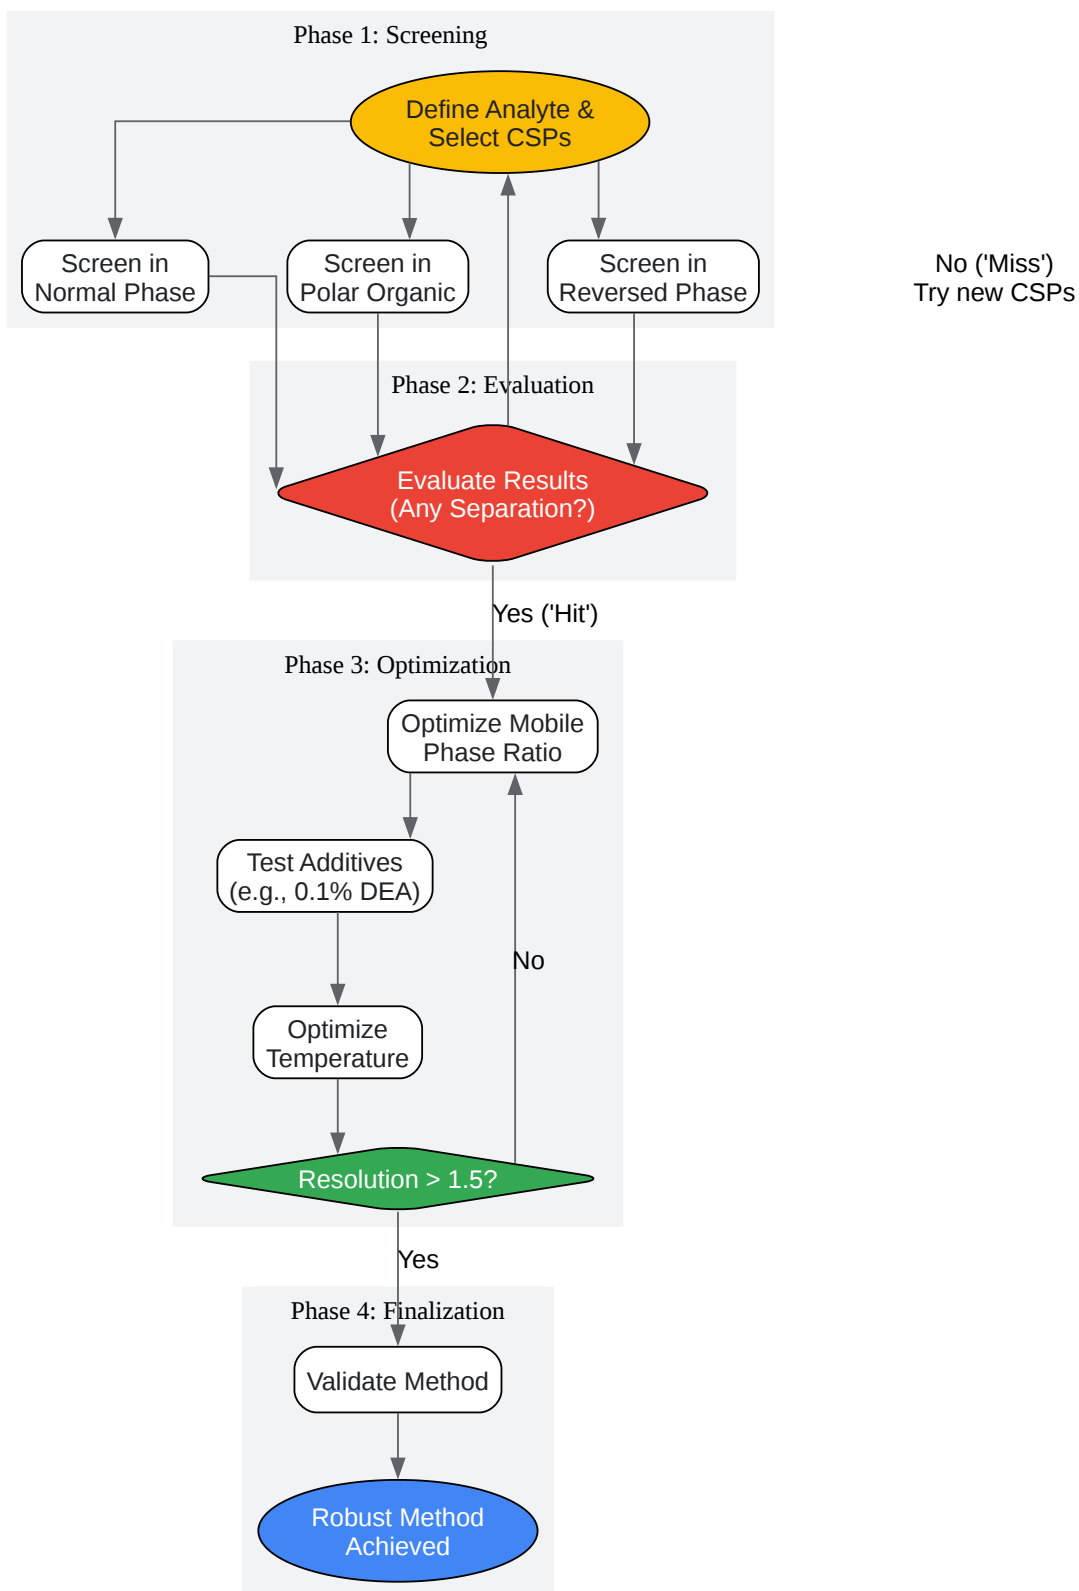 Phase 1: Screening
Define Analyte &
Select CSPs
Screen in
Normal Phase
Screen in
Polar Organic
Screen in
Reversed Phase
No ('Miss')
Try new CSPs
Phase 2: Evaluation
Evaluate Results
(Any Separation?)
Yes ('Hit')
Phase 3: Optimization
Optimize Mobile
Phase Ratio
Test Additives
(e.g., 0.1% DEA)
No
Optimize
Temperature
Resolution > 1.5?
Yes
Phase 4: Finalization
Validate Method
Robust Method
Achieved